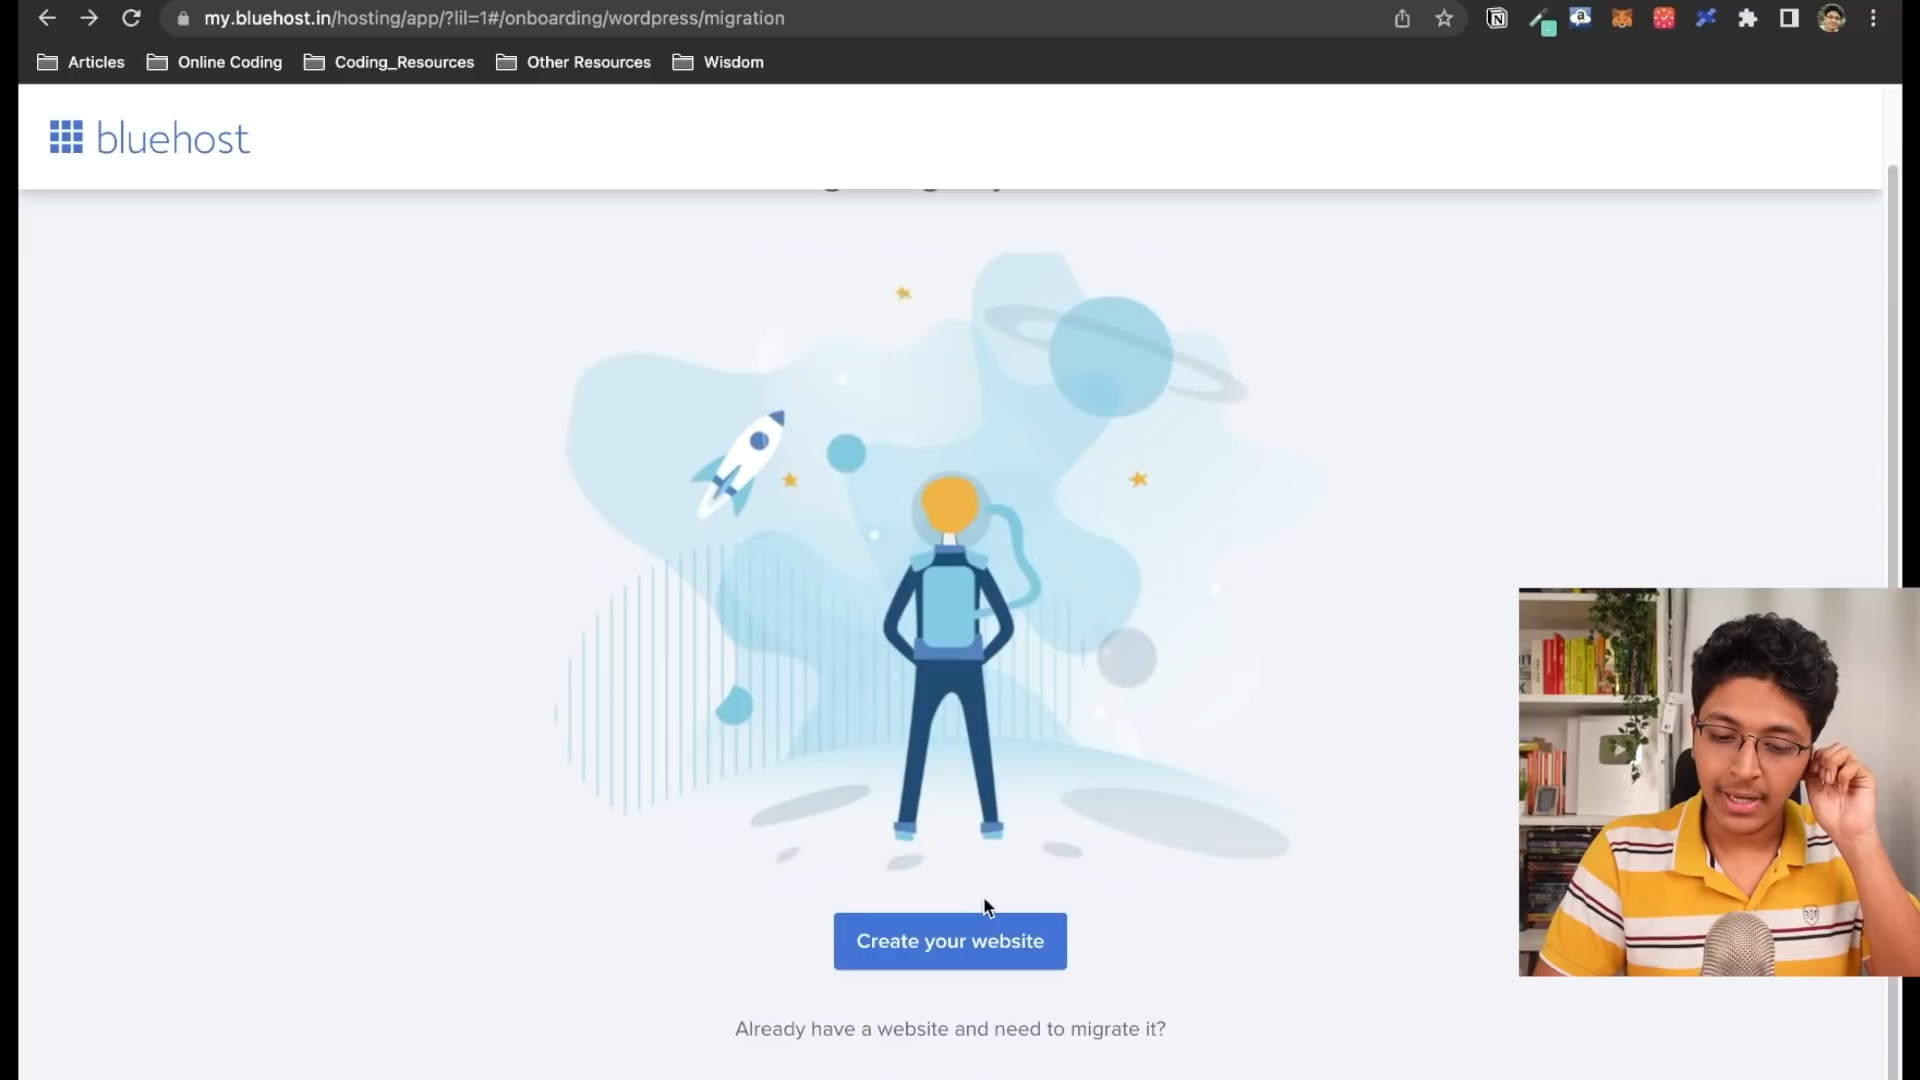 my.bluehost.in/hosting/app/?lil=1#/onboarding/wordpress/migration
Articles
Online Coding
Coding_Resources
Other Resources
Wisdom
bluehost
Create your website
Already have a website and need to migrate it?